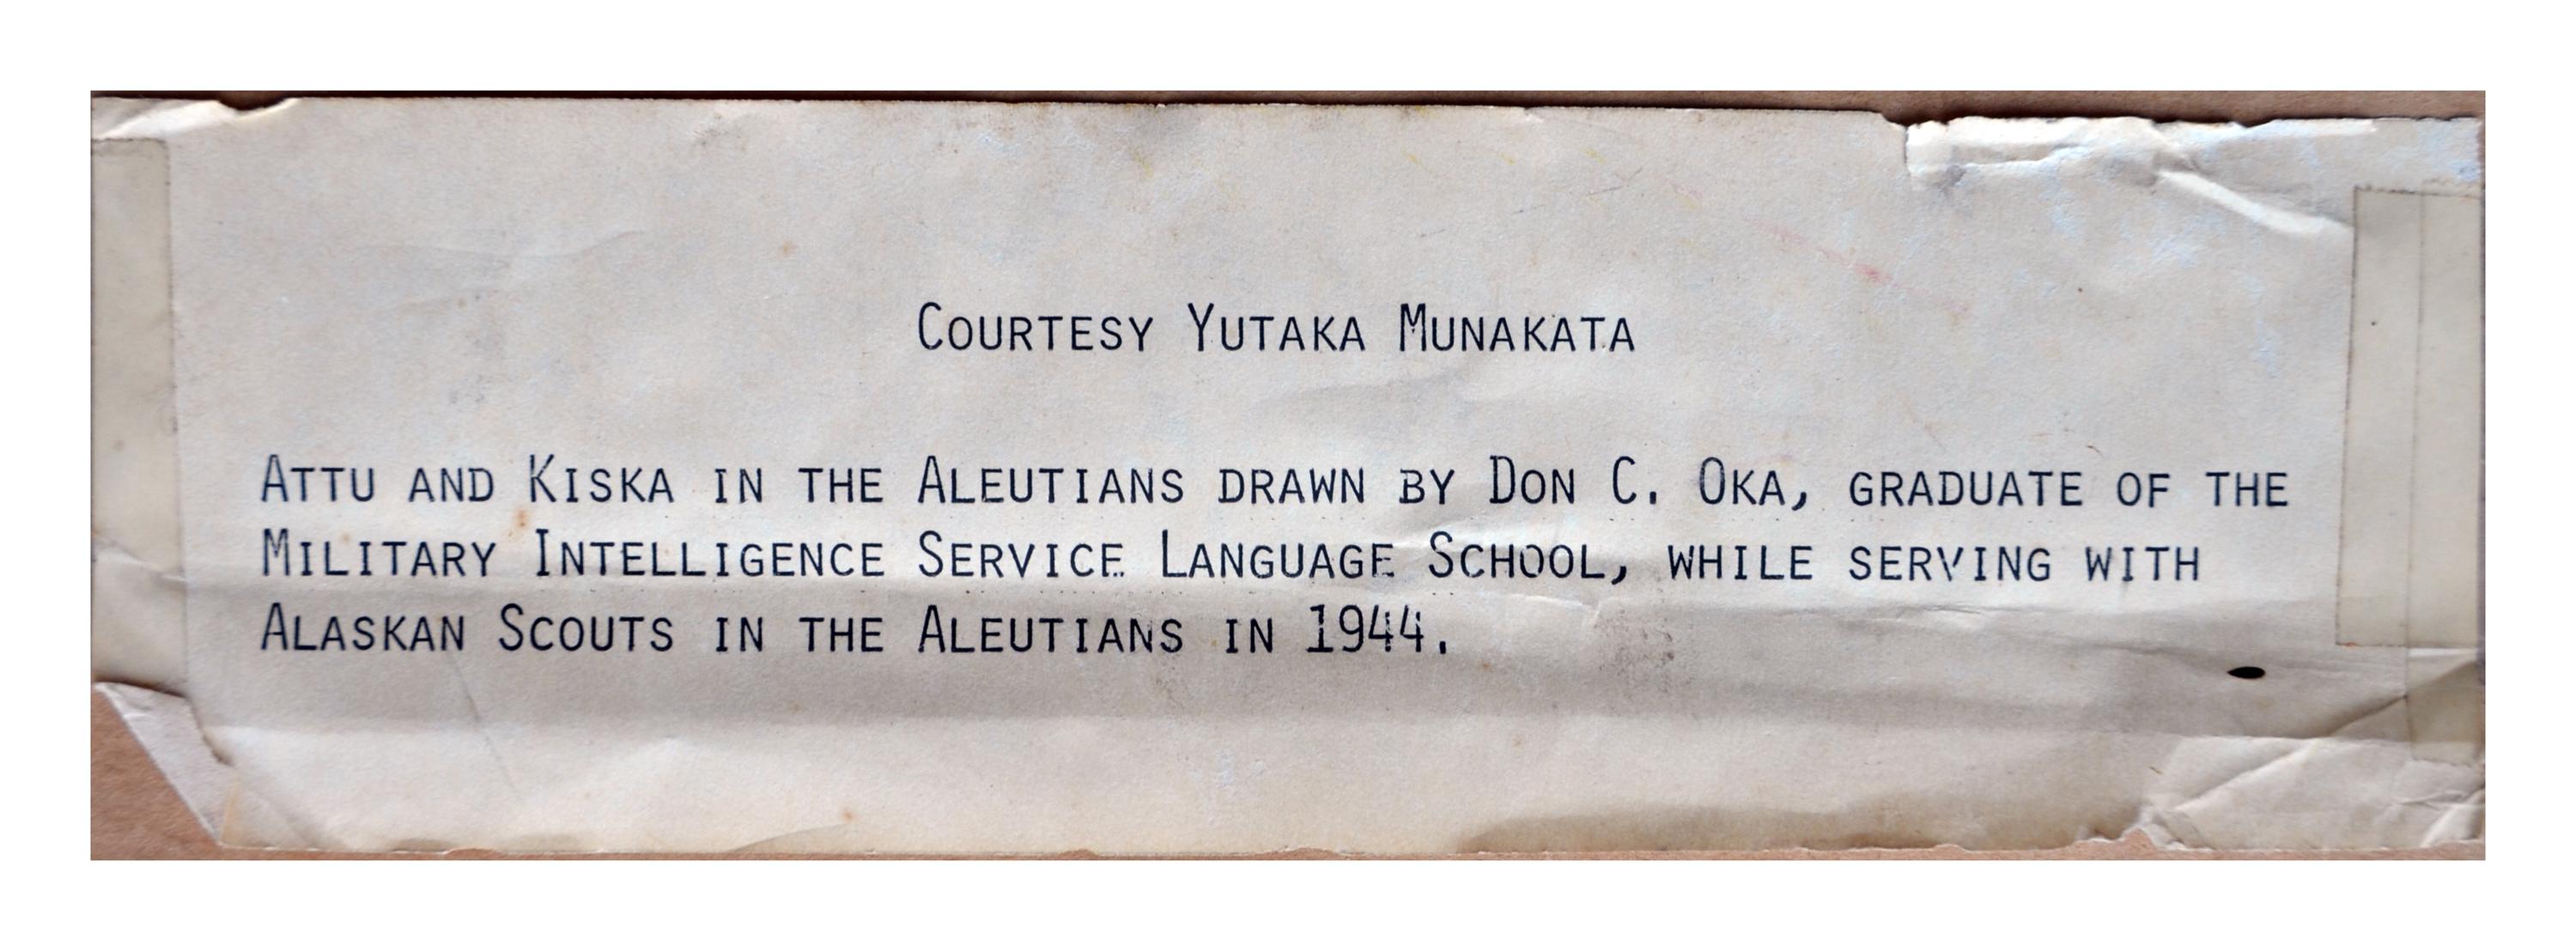 Courtesy Yutaka Munakata
Attu and Kiska in the Aleutians drawn by Don C. Oka, graduate of the
Military Intelligence Service Language School, while serving with
Alaskan Scouts in the Aleutians in 1944.